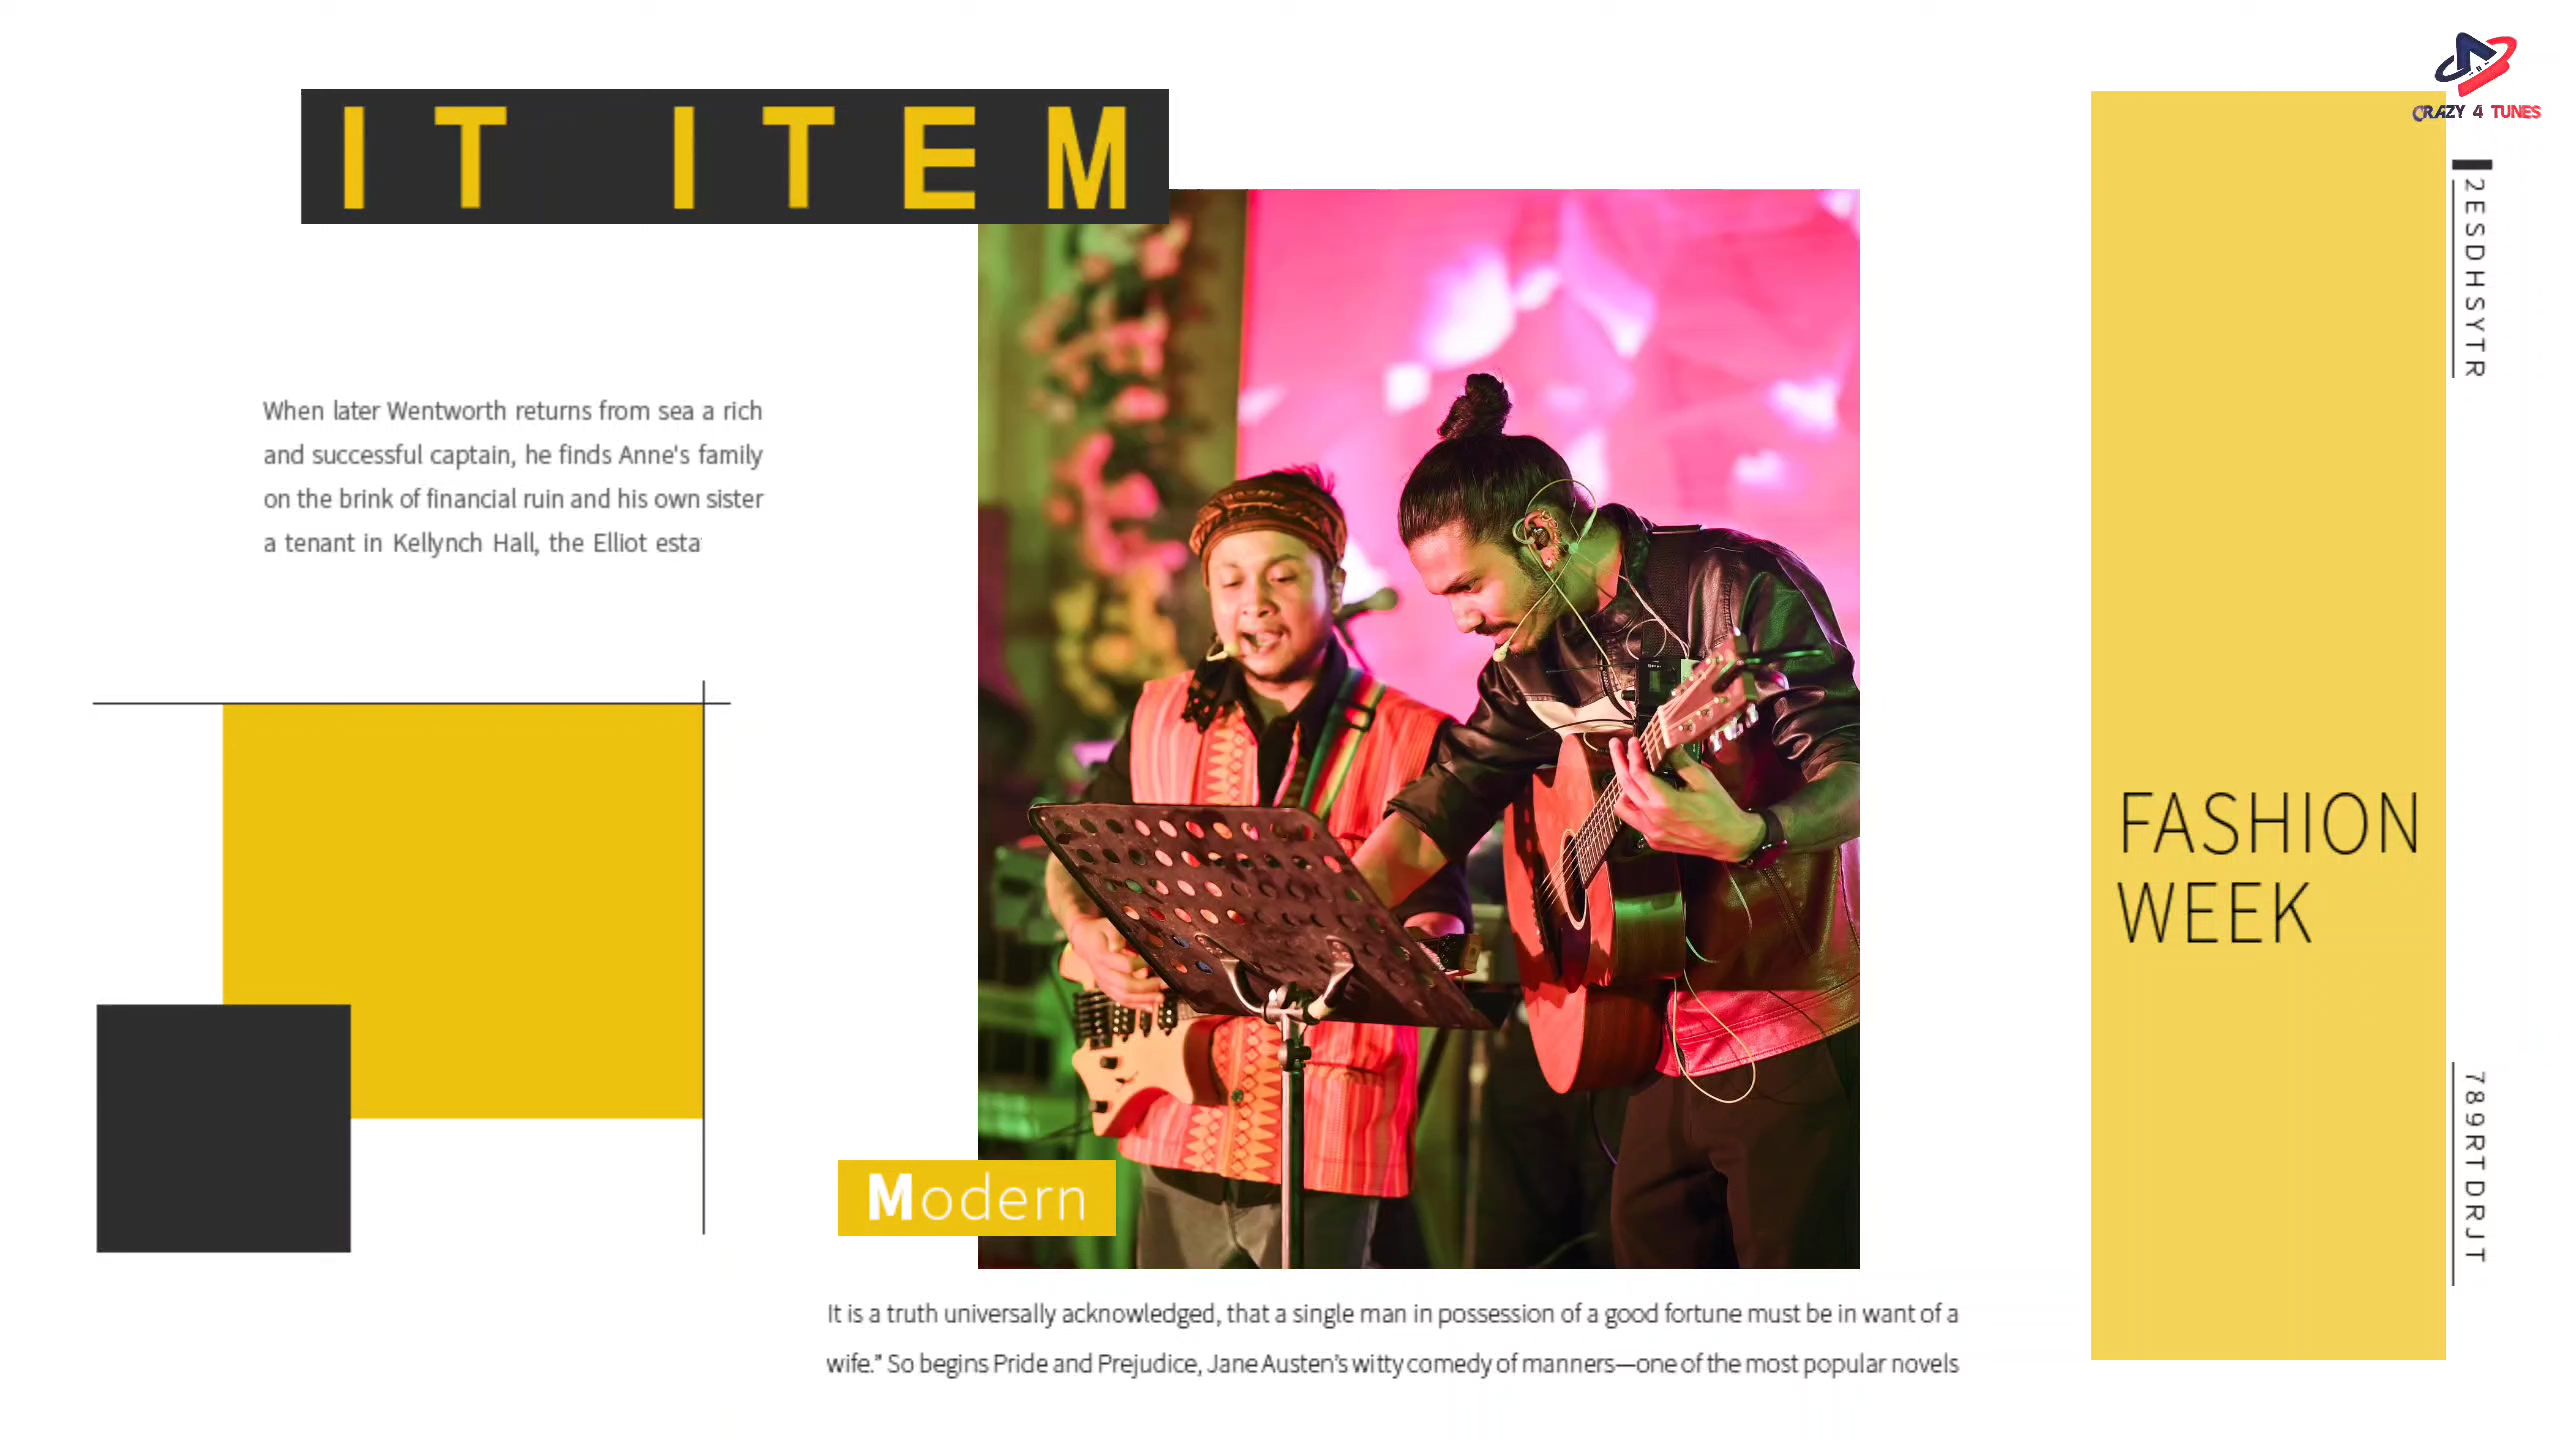 CRAZY 4 TUNES
IT ITEM
2ESDHSYTR
When later Wentworth returns from sea a rich
and successful captain, he finds Anne's family
on the brink of financial ruin and his own sister
a tenant in Kellynch Hall, the Elliot esta
FASHION
WEEK
789RTDRJT
Modern
It is a truth universally acknowledged, that a single man in possession of a good fortune must be in want of a
wife." So begins Pride and Prejudice, Jane Austen's witty comedy of manners—one of the most popular novels